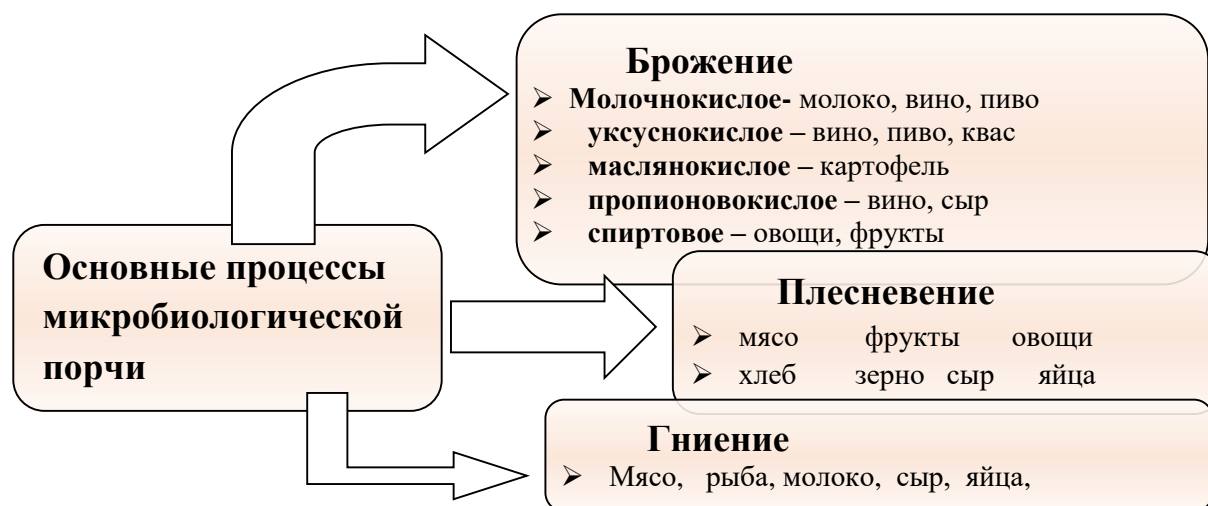 Основные процессы
микробиологической
порчи
Брожение
➢ Молочнокислое- молоко, вино, пиво
➢ уксуснокислое – вино, пиво, квас
➢ маслянокислое – картофель
➢ пропионовокислое – вино, сыр
➢ спиртовое – овощи, фрукты
Плесневение
➢ мясо фрукты овощи
➢ хлеб зерно сыр яйца
Гниение
➢ Мясо, рыба, молоко, сыр, яйца,